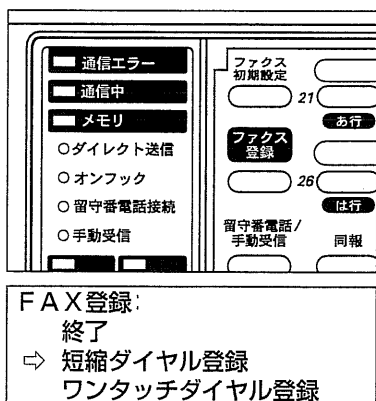 通信エラー
通信中
メモリ
ダイレクト送信
オンフック
留守番電話接続
手動受信
ファクス
初期設定
21
あ行
ファクス
登録
26
は行
留守番電話/
手動受信
同報
FAX登録:
終了
⇨ 短縮ダイヤル登録
ワンタッチダイヤル登録